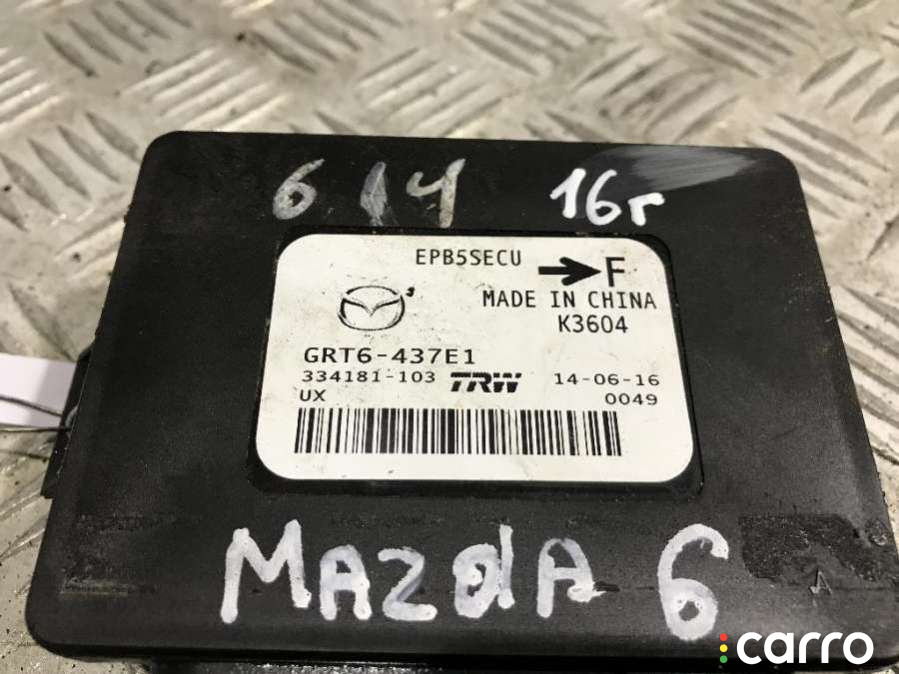 6 14 16г
EPB5SECU → F
MADE IN CHINA
K3604
GRT6-437E1
334181-103 TRW 14-06-16
UX 0049
MAZdA 6
carro